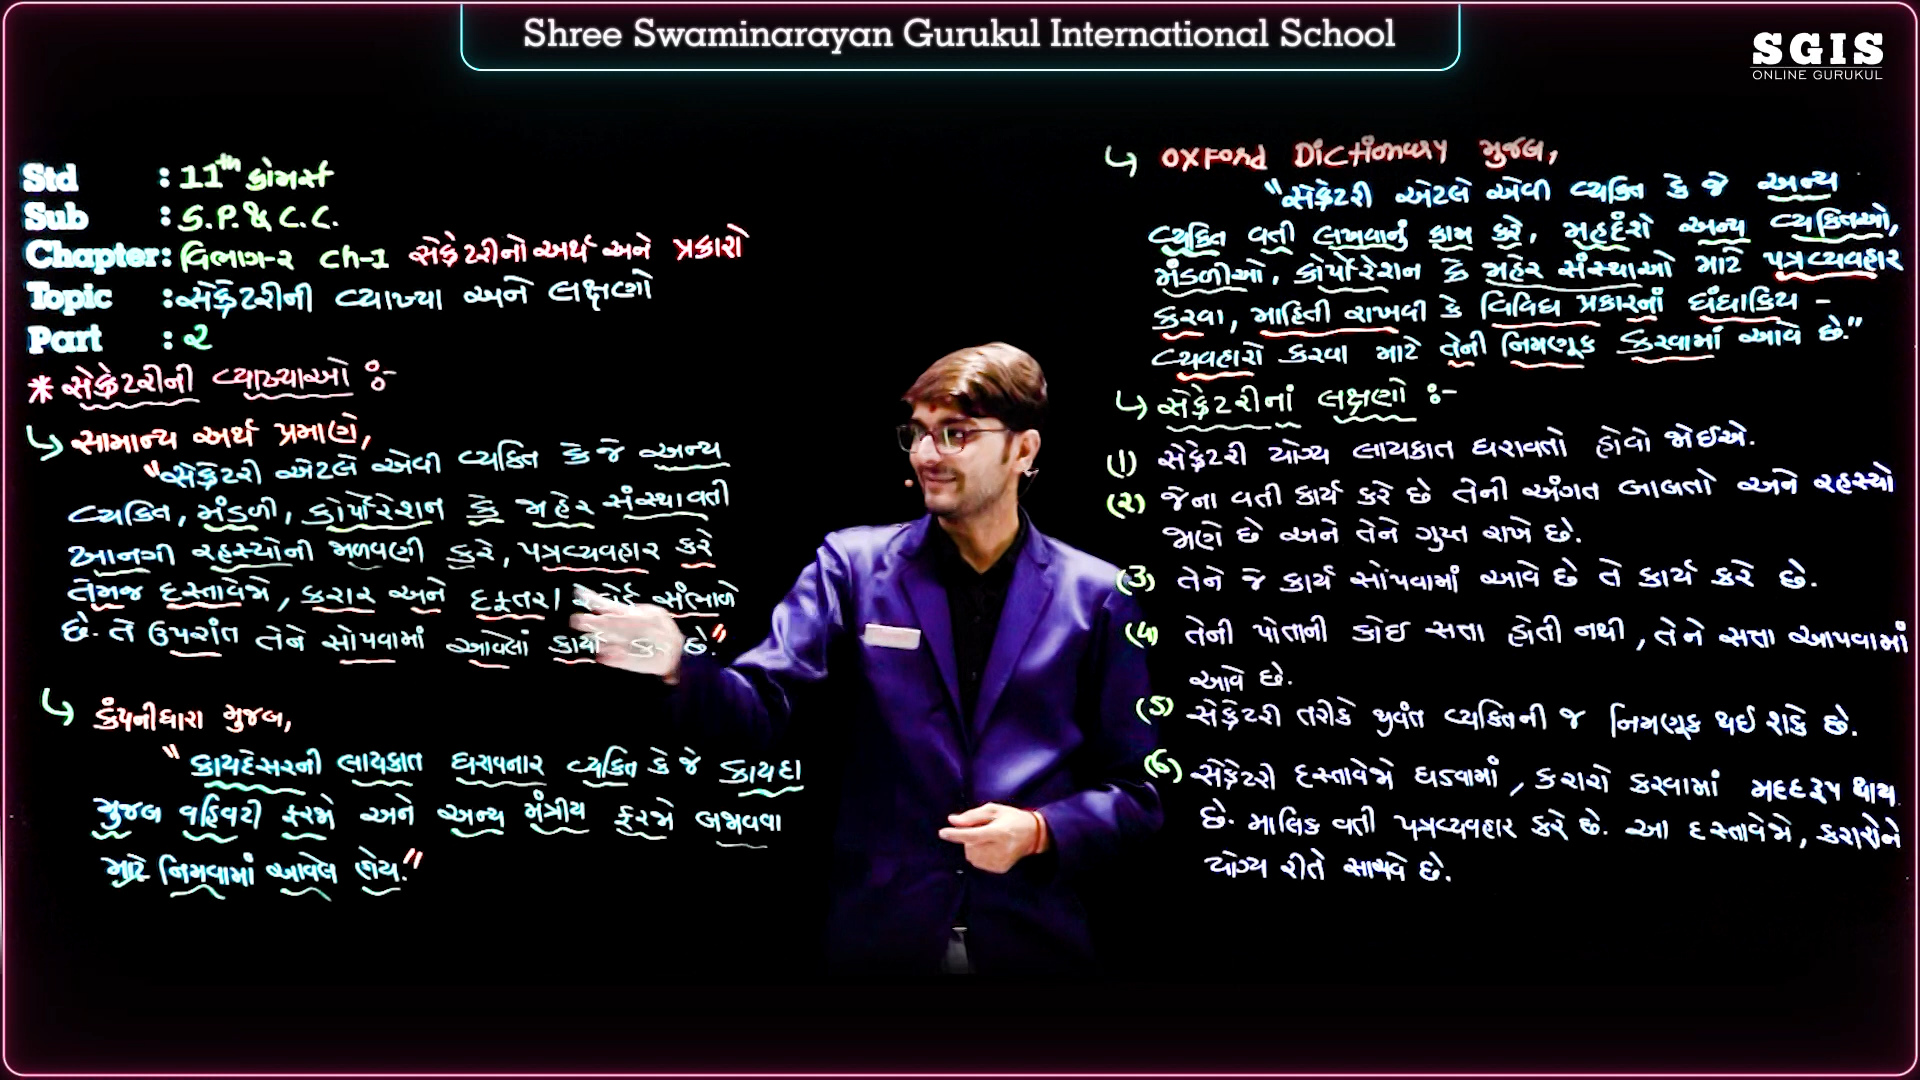 Shree Swaminarayan Gurukul International School
SGIS
ONLINE GURUKUL
Std : 11th કોમર્સ
Sub : S.P. & C.C.
Chapter: વિભાગ-૨ Ch-1 સેક્રેટરીનો અર્થ અને પ્રકારો
Topic : સેક્રેટરીની વ્યાખ્યા અને લક્ષણો
Part : ૨
* સેક્રેટરીની વ્યાખ્યાઓ :-
↳ સામાન્ય અર્થ પ્રમાણે,
"સેક્રેટરી એટલે એવી વ્યક્તિ કે જે અન્ય
વ્યક્તિ, મંડળી, કોર્પોરેશન કે જાહેર સંસ્થાવતી
ખાનગી રહસ્યોની જાળવણી કરે, પત્રવ્યવહાર કરે
તેમજ દસ્તાવેજો, કરાર અને દફતરી સંભાળે
છે. તે ઉપરાંત તેને સોંપવામાં આવેલાં કાર્યો કરે છે."
↳ કંપનીધારા મુજબ,
"કાયદેસરની લાયકાત ધરાવનાર વ્યક્તિ કે જે કાયદા
મુજબ વહિવટી ફરજો અને અન્ય મંત્રીય ફરજો બજાવવા
માટે નિમવામાં આવેલ હોય."
↳ Oxford Dictionary મુજબ,
"સેક્રેટરી એટલે એવી વ્યક્તિ કે જે અન્ય
વ્યક્તિ વતી લખવાનું કામ કરે, મહદંશે અન્ય વ્યક્તિઓ,
મંડળીઓ, કોર્પોરેશન કે જાહેર સંસ્થાઓ માટે પત્રવ્યવહાર
કરવા, માહિતી રાખવી કે વિવિધ પ્રકારનાં ધંધાકિય -
વ્યવહારો કરવા માટે તેની નિમણૂક કરવામાં આવે છે."
↳ સેક્રેટરીનાં લક્ષણો :-
(1) સેક્રેટરી યોગ્ય લાયકાત ધરાવતો હોવો જોઈએ.
(૨) જેના વતી કાર્ય કરે છે તેની અંગત બાબતો અને રહસ્યો
જાણે છે અને તેને ગુપ્ત રાખે છે.
(3) તેને જે કાર્ય સોંપવામાં આવે છે તે કાર્ય કરે છે.
(4) તેની પોતાની કોઇ સત્તા હોતી નથી, તેને સત્તા આપવામાં
આવે છે.
(5) સેક્રેટરી તરીકે જીવંત વ્યક્તિની જ નિમણૂક થઈ શકે છે.
(6) સેક્રેટરી દસ્તાવેજો ઘડવામાં, કરારો કરવામાં મદદરૂપ થાય
છે. માલિક વતી પત્રવ્યવહાર કરે છે. આ દસ્તાવેજો, કરારોને
યોગ્ય રીતે સાચવે છે.